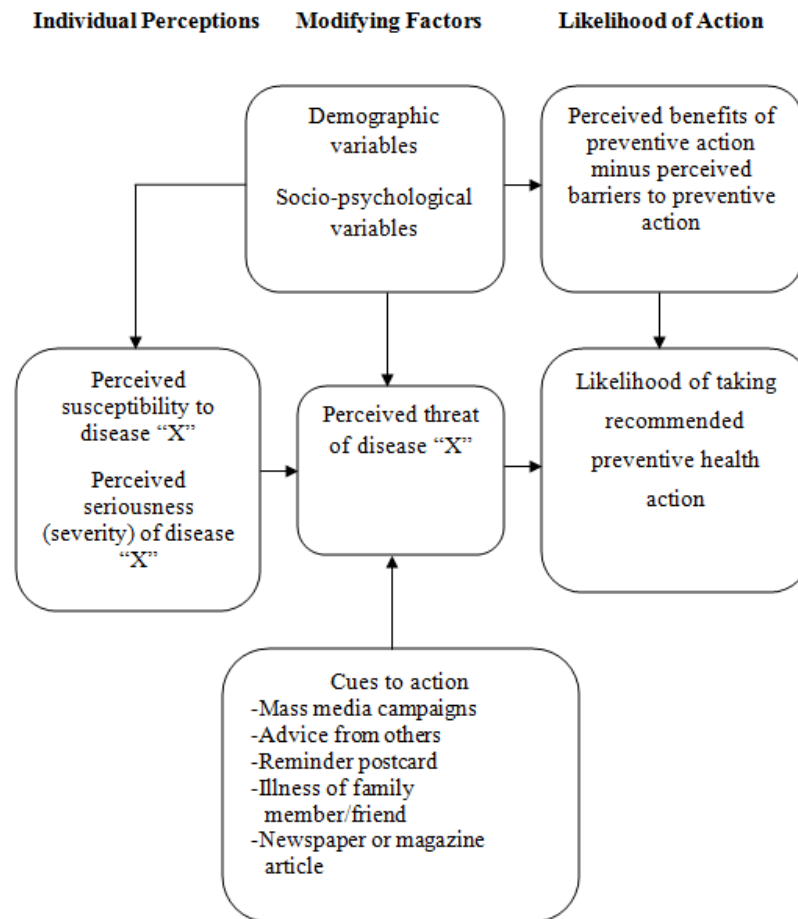 Individual Perceptions
Modifying Factors
Likelihood of Action
Demographic
variables
Socio-psychological
variables
Perceived benefits of
preventive action
minus perceived
barriers to preventive
action
Perceived
susceptibility to
disease “X”
Perceived
seriousness
(severity) of disease
“X”
Perceived threat
of disease “X”
Likelihood of taking
recommended
preventive health
action
Cues to action
-Mass media campaigns
-Advice from others
-Reminder postcard
-Illness of family
member/friend
-Newspaper or magazine
article